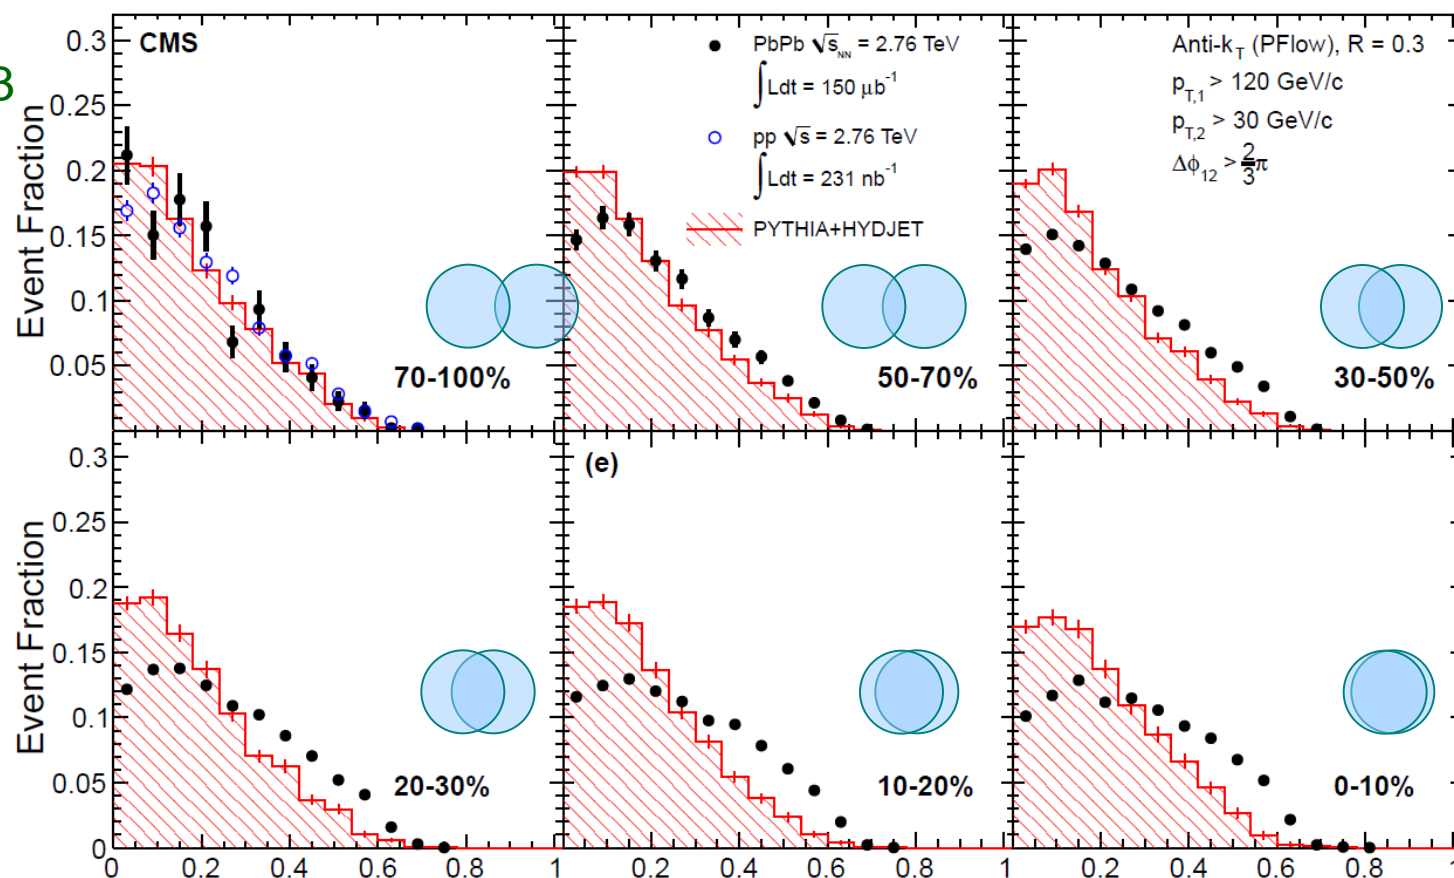 3
CMS
PbPb √s_NN = 2.76 TeV
∫Ldt = 150 μb⁻¹
pp √s = 2.76 TeV
∫Ldt = 231 nb⁻¹
PYTHIA+HYDJET
Anti-k_T (PFlow), R = 0.3
p_T,1 > 120 GeV/c
p_T,2 > 30 GeV/c
Δϕ_12 > 2/3 π
Event Fraction
0.3
0.25
0.2
0.15
0.1
0.05
70-100%
50-70%
30-50%
(e)
Event Fraction
0.3
0.25
0.2
0.15
0.1
0.05
0
20-30%
10-20%
0-10%
0 0.2 0.4 0.6 0.8 1 0.2 0.4 0.6 0.8 1 0.2 0.4 0.6 0.8 1